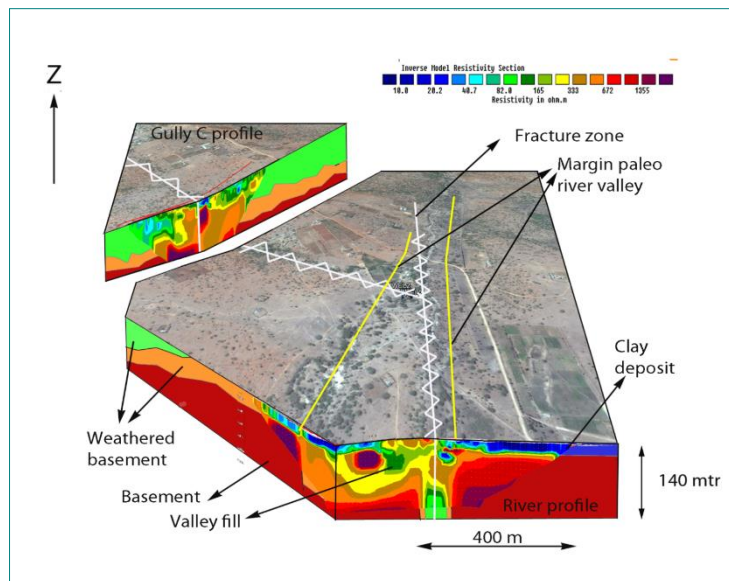 Inverse Model Resistivity Section
10.0 20.2 40.7 82.0 165 333 672 1355
Resistivity in ohm.m
Z
Gully C profile
Fracture zone
Margin paleo
river valley
Clay
deposit
Weathered
basement
Basement
Valley fill
River profile
140 mtr
400 m